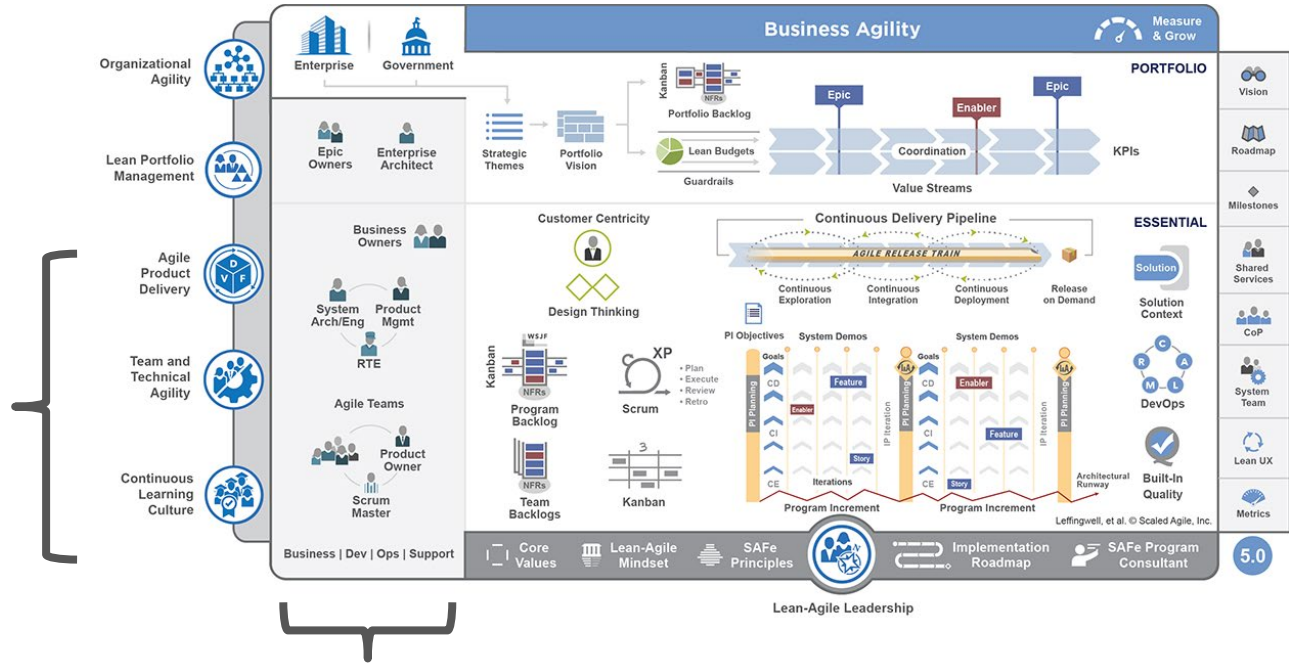 Business Agility
Measure
& Grow
Organizational
Agility
Lean Portfolio
Management
Agile
Product
Delivery
D
V
F
Team and
Technical
Agility
Continuous
Learning
Culture
Enterprise
Government
Epic
Owners
Enterprise
Architect
PORTFOLIO
Strategic
Themes
Portfolio
Vision
Kanban
NFRs
Portfolio Backlog
Lean Budgets
Guardrails
Epic
Enabler
Epic
Coordination
KPIs
Value Streams
Business
Owners
System
Arch/Eng
Product
Mgmt
RTE
Agile Teams
Product
Owner
Scrum
Master
Business | Dev | Ops | Support
ESSENTIAL
Customer Centricity
Design Thinking
Continuous Delivery Pipeline
AGILE RELEASE TRAIN
Continuous
Exploration
Continuous
Integration
Continuous
Deployment
Release
on Demand
Solution
Solution
Context
Kanban
WSJF
NFRs
Program
Backlog
XP
• Plan
• Execute
• Review
• Retro
Scrum
NFRs
Team
Backlogs
3
Kanban
PI Objectives
System Demos
System Demos
PI Planning
Goals
CD
CI
CE
Enabler
Feature
Story
Iterations
IP Iteration
I&A
PI Planning
Goals
CD
CI
CE
Enabler
Feature
Story
IP Iteration
I&A
PI Planning
Program Increment
Program Increment
Architectural
Runway
C
A
L
M
R
DevOps
Built-In
Quality
Leffingwell, et al. © Scaled Agile, Inc.
Core
Values
Lean-Agile
Mindset
SAFe
Principles
Implementation
Roadmap
SAFe Program
Consultant
Lean-Agile Leadership
Vision
Roadmap
Milestones
Shared
Services
CoP
System
Team
Lean UX
Metrics
5.0